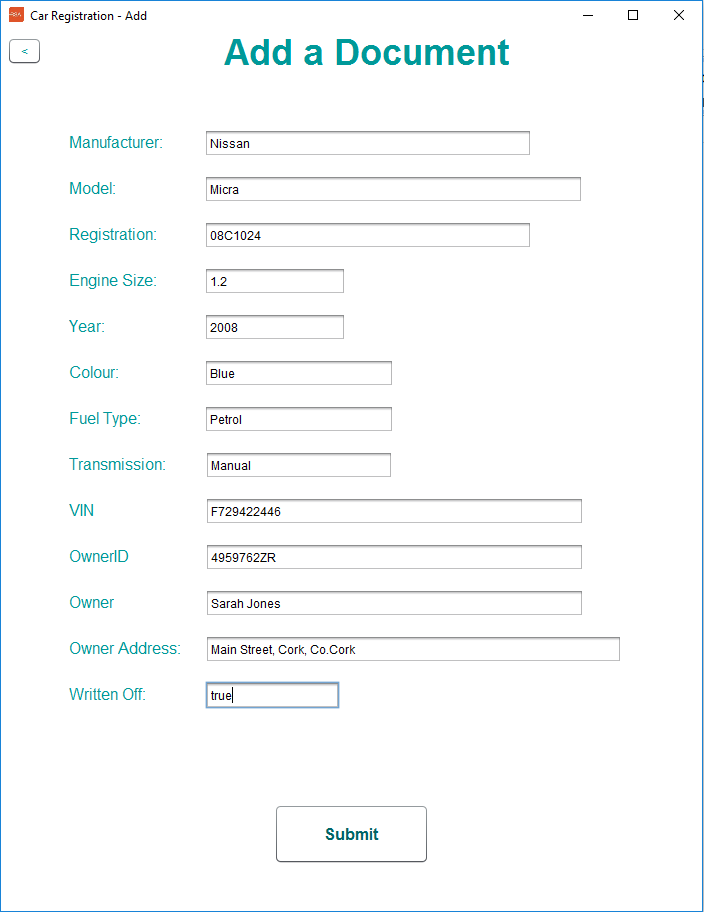 Car Registration - Add
<
Add a Document
Manufacturer: Nissan
Model: Micra
Registration: 08C1024
Engine Size: 1.2
Year: 2008
Colour: Blue
Fuel Type: Petrol
Transmission: Manual
VIN F729422446
OwnerID 4959762ZR
Owner Sarah Jones
Owner Address: Main Street, Cork, Co.Cork
Written Off: true
Submit